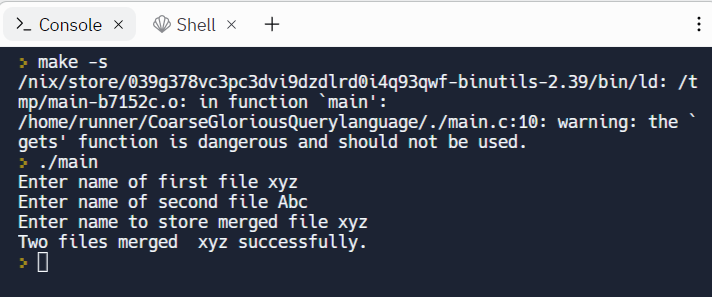 Console × Shell × +
> make -s
/nix/store/039g378vc3pc3dvi9dzdlrd0i4q93qwf-binutils-2.39/bin/ld: /t
mp/main-b7152c.o: in function `main':
/home/runner/CoarseGloriousQuerylanguage/./main.c:10: warning: the `
gets' function is dangerous and should not be used.
> ./main
Enter name of first file xyz
Enter name of second file Abc
Enter name to store merged file xyz
Two files merged  xyz successfully.
>